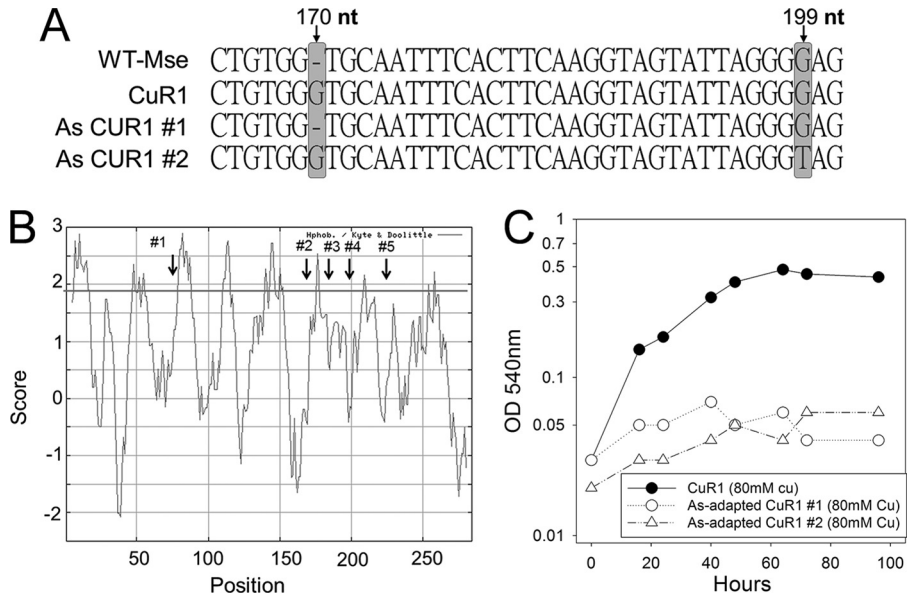 A
170 nt
199 nt
WT-Mse CTGTGG-TGCAATTTCACTTCAAGGTAGTATTAGGGGAG
CuR1 CTGTGGGTGCAATTTCACTTCAAGGTAGTATTAGGGGAG
As CUR1 #1 CTGTGG-TGCAATTTCACTTCAAGGTAGTATTAGGGGAG
As CUR1 #2 CTGTGGGTGCAATTTCACTTCAAGGTAGTATTAGGGTAG
B
Hphob. / Kyte & Doolittle
#1 #2 #3 #4 #5
3
2
1
0
-1
-2
Score
50 100 150 200 250
Position
C
1
0.7
0.5
0.3
0.1
0.05
0.01
OD 540nm
CuR1 (80mM cu)
As-adapted CuR1 #1 (80mM Cu)
As-adapted CuR1 #2 (80mM Cu)
0 20 40 60 80 100
Hours